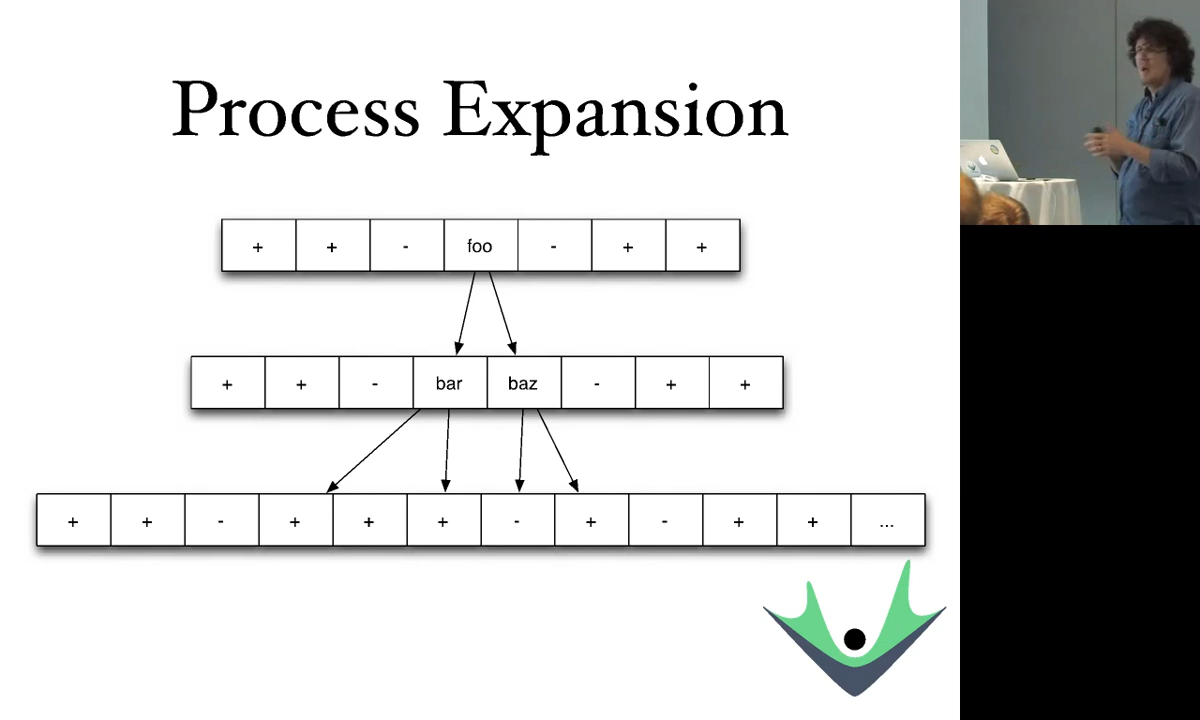 Process Expansion
+ + - foo - + +
+ + - bar baz - + +
+ + - + + + - + - + + ...